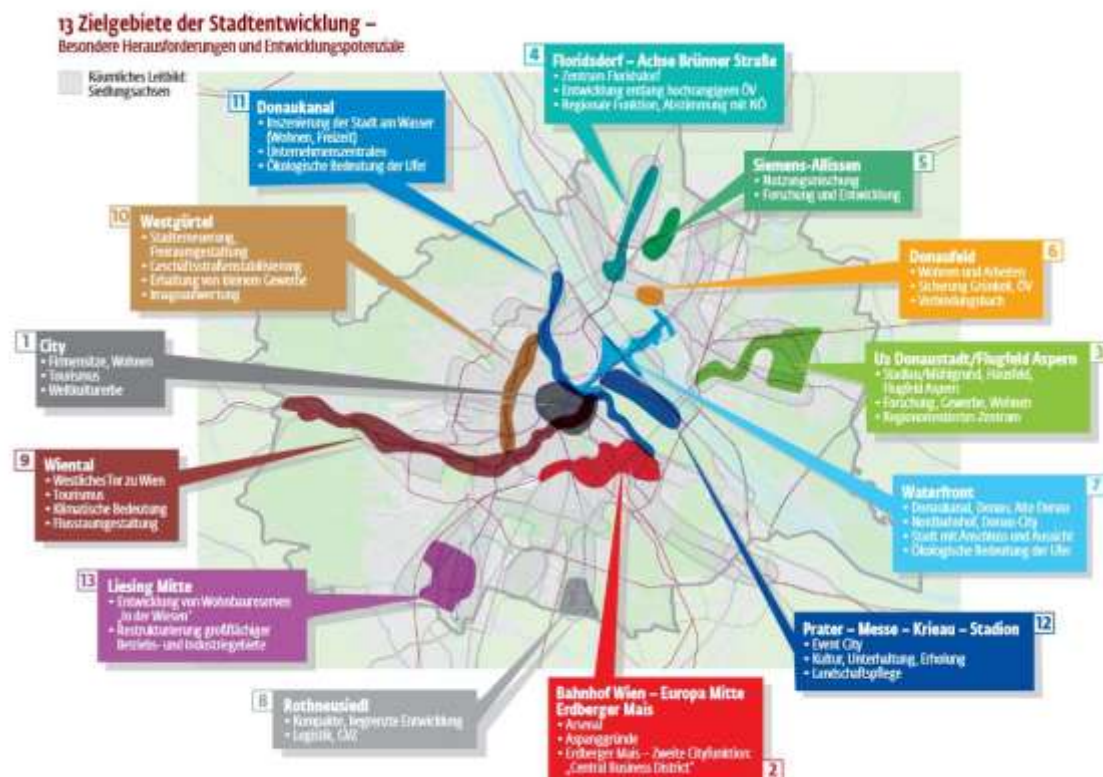 13 Zielgebiete der Stadtentwicklung –
Besondere Herausforderungen und Entwicklungspotenziale
Räumliches Leitbild:
Siedlungsachsen
4
Floridsdorf – Achse Brünner Straße
• Zentrum Floridsdorf
• Entwicklung entlang hochrangigem ÖV
• Regionale Funktion, Abstimmung mit NÖ
11
Donaukanal
• Inszenierung der Stadt am Wasser
(Wohnen, Freizeit)
• Unternehmenszentralen
• Ökologische Bedeutung der Ufer
Siemens-Allissen
5
• Nutzungsmischung
• Forschung und Entwicklung
10
Westgürtel
• Stadterneuerung,
Freiraumgestaltung
• Geschäftsstraßenstabilisierung
• Erhaltung von kleinem Gewerbe
• Imageaufwertung
Donaufeld
6
• Wohnen und Arbeiten
• Sicherung Grünkeil, ÖV
•
1
City
• Firmensitze, Wohnen
• Tourismus
• Weltkulturerbe
U2 Donaustadt/Flugfeld Aspern
3
• Stadlau/Mühlgrund, Hausfeld,
Flugfeld Aspern
• Forschung, Gewerbe, Wohnen
• Regionorientiertes Zentrum
9
Wiental
• Westliches Tor zu Wien
• Tourismus
• Klimatische Bedeutung
• Flussraumgestaltung
Waterfront
7
• Donaukanal, Donau, Alte Donau
• Nordbahnhof, Donau City
• Stadt mit Anschluss und Aussicht
• Ökologische Bedeutung der Ufer
13
Liesing Mitte
• Entwicklung von Wohnbaureserven
„In der Wiesen“
• Restrukturierung großflächiger
Betriebs- und Industriegebiete
Prater – Messe – Krieau – Stadion
12
• Event City
• Kultur, Unterhaltung, Erholung
• Landschaftspflege
8
Rothneusiedl
• Kompakte, begrenzte Entwicklung
• Logistik, GVZ
Bahnhof Wien – Europa Mitte
Erdberger Mais
• Arsenal
• Aspanggründe
• Erdberger Mais – Zweite Cityfunktion:
„Central Business District“
2